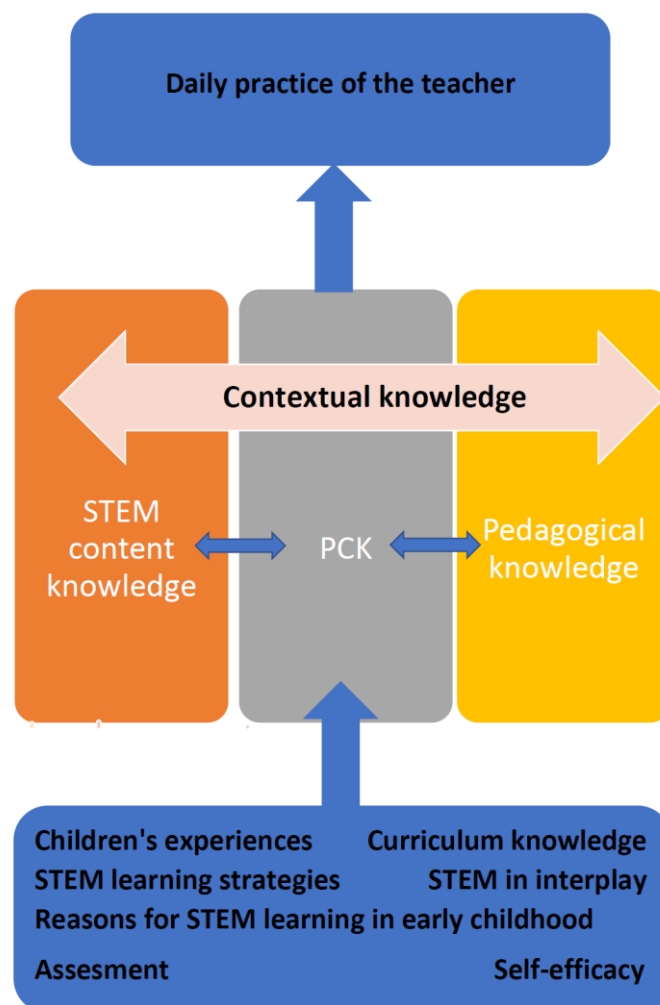 Daily practice of the teacher
Contextual knowledge
STEM
content
knowledge
PCK
Pedagogical
knowledge
Children's experiences
Curriculum knowledge
STEM learning strategies
STEM in interplay
Reasons for STEM learning in early childhood
Assesment
Self-efficacy